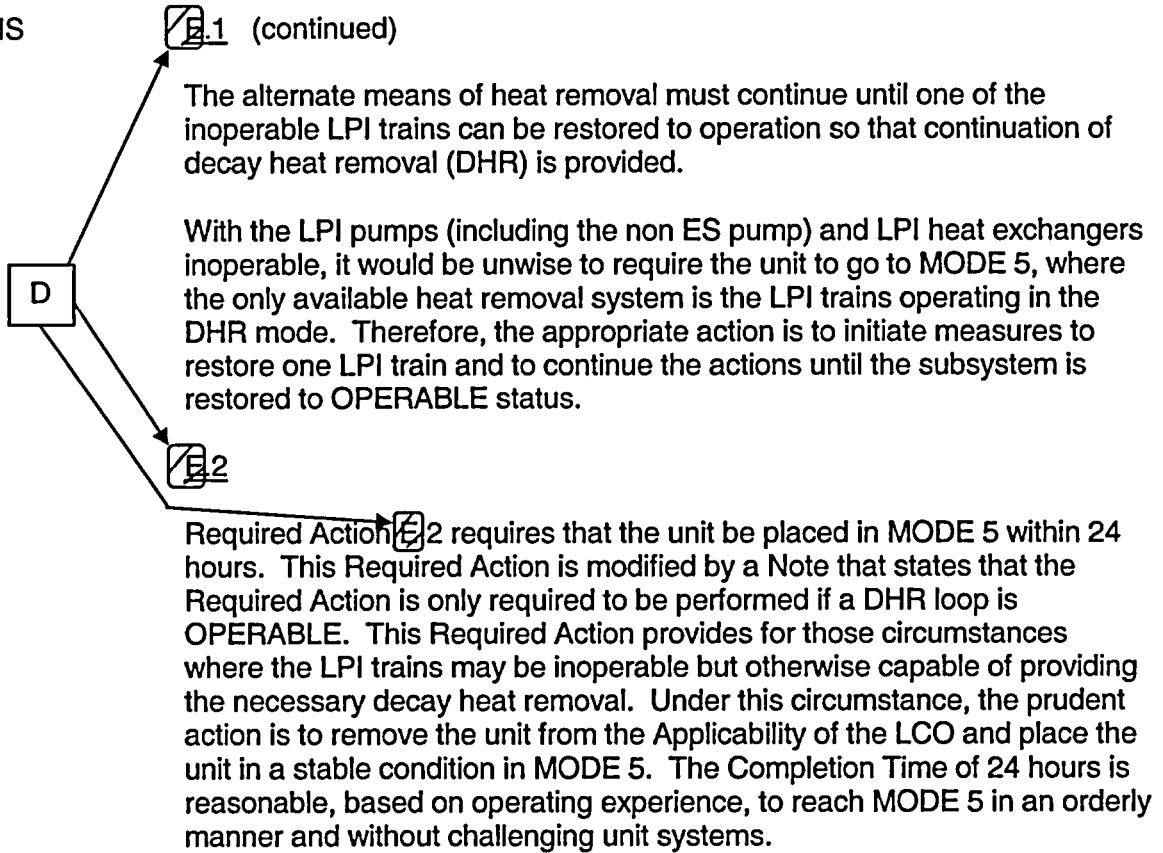 E.1 (continued)
The alternate means of heat removal must continue until one of the
inoperable LPI trains can be restored to operation so that continuation of
decay heat removal (DHR) is provided.
With the LPI pumps (including the non ES pump) and LPI heat exchangers
inoperable, it would be unwise to require the unit to go to MODE 5, where
the only available heat removal system is the LPI trains operating in the
DHR mode. Therefore, the appropriate action is to initiate measures to
restore one LPI train and to continue the actions until the subsystem is
restored to OPERABLE status.
D
E.2
Required Action E.2 requires that the unit be placed in MODE 5 within 24
hours. This Required Action is modified by a Note that states that the
Required Action is only required to be performed if a DHR loop is
OPERABLE. This Required Action provides for those circumstances
where the LPI trains may be inoperable but otherwise capable of providing
the necessary decay heat removal. Under this circumstance, the prudent
action is to remove the unit from the Applicability of the LCO and place the
unit in a stable condition in MODE 5. The Completion Time of 24 hours is
reasonable, based on operating experience, to reach MODE 5 in an orderly
manner and without challenging unit systems.